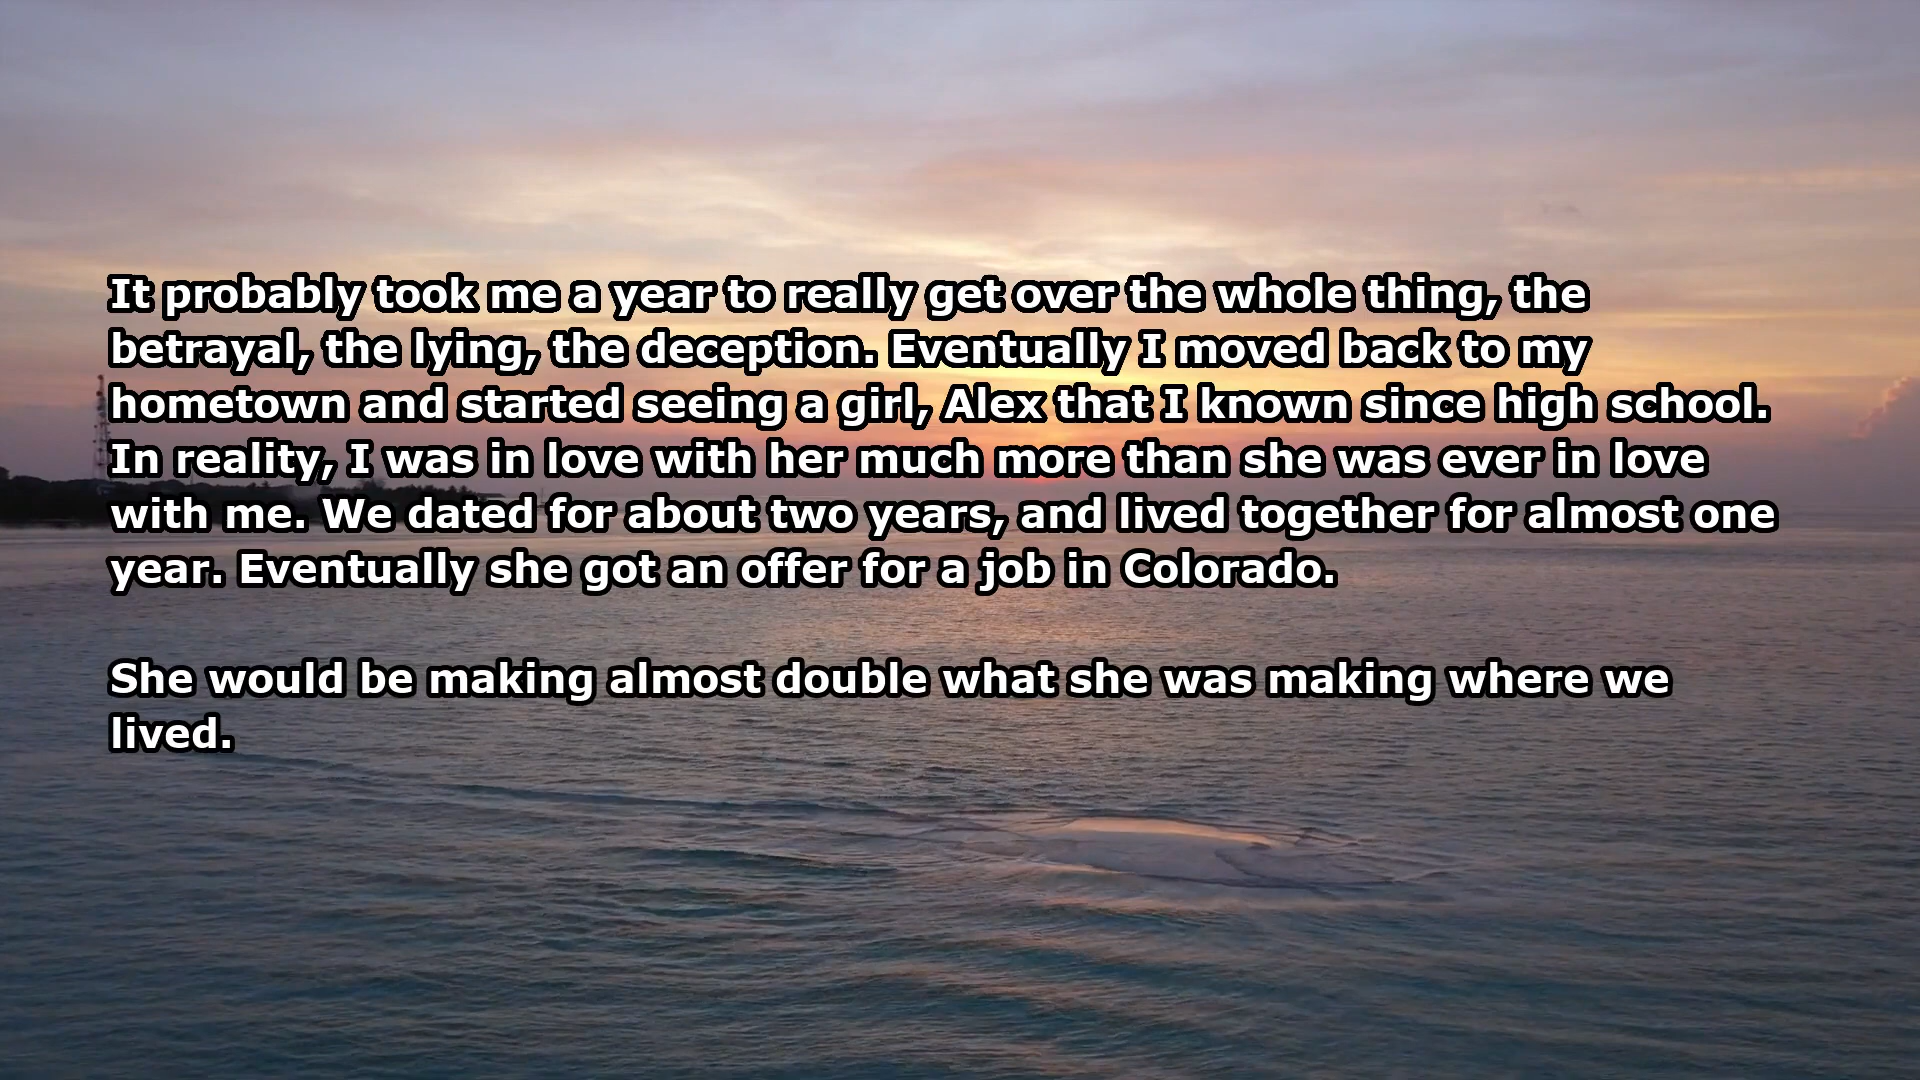 It probably took me a year to really get over the whole thing, the
betrayal, the lying, the deception. Eventually I moved back to my
hometown and started seeing a girl, Alex that I known since high school.
In reality, I was in love with her much more than she was ever in love
with me. We dated for about two years, and lived together for almost one
year. Eventually she got an offer for a job in Colorado.
She would be making almost double what she was making where we
lived.